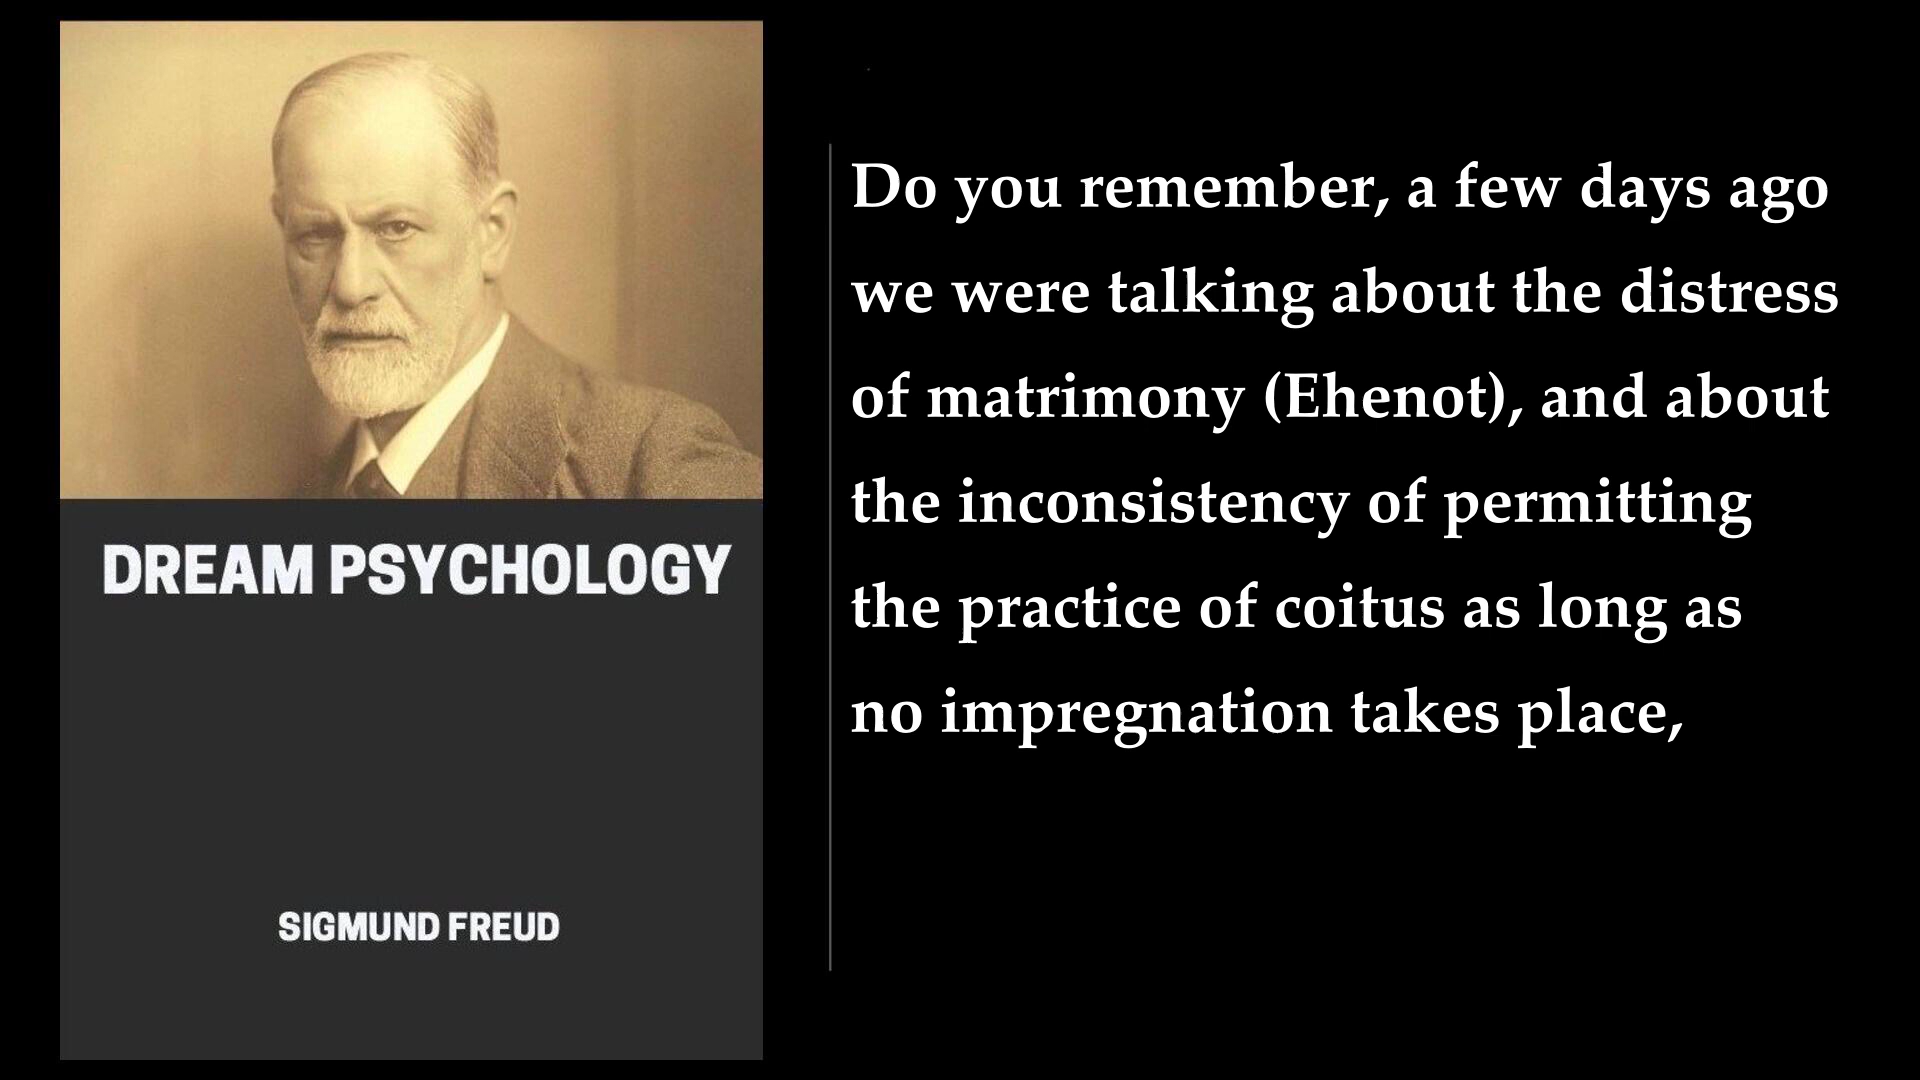 DREAM PSYCHOLOGY
SIGMUND FREUD
Do you remember, a few days ago
we were talking about the distress
of matrimony (Ehenot), and about
the inconsistency of permitting
the practice of coitus as long as
no impregnation takes place,